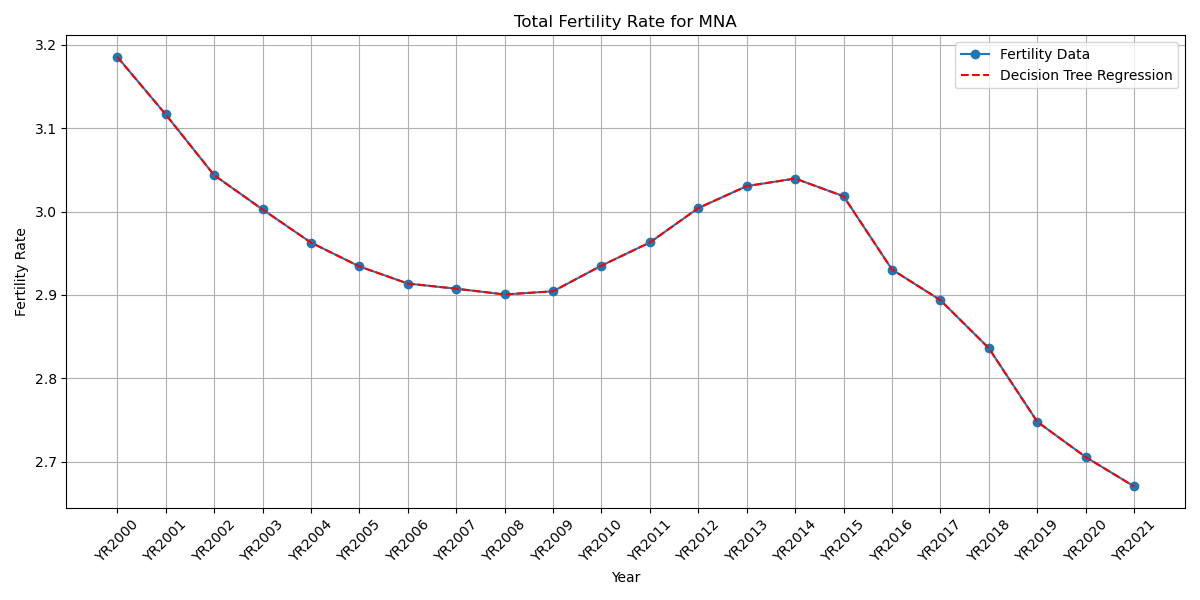 Total Fertility Rate for MNA
Fertility Data
Decision Tree Regression
Fertility Rate
3.2
3.1
3.0
2.9
2.8
2.7
YR2000
YR2001
YR2002
YR2003
YR2004
YR2005
YR2006
YR2007
YR2008
YR2009
YR2010
YR2011
YR2012
YR2013
YR2014
YR2015
YR2016
YR2017
YR2018
YR2019
YR2020
YR2021
Year